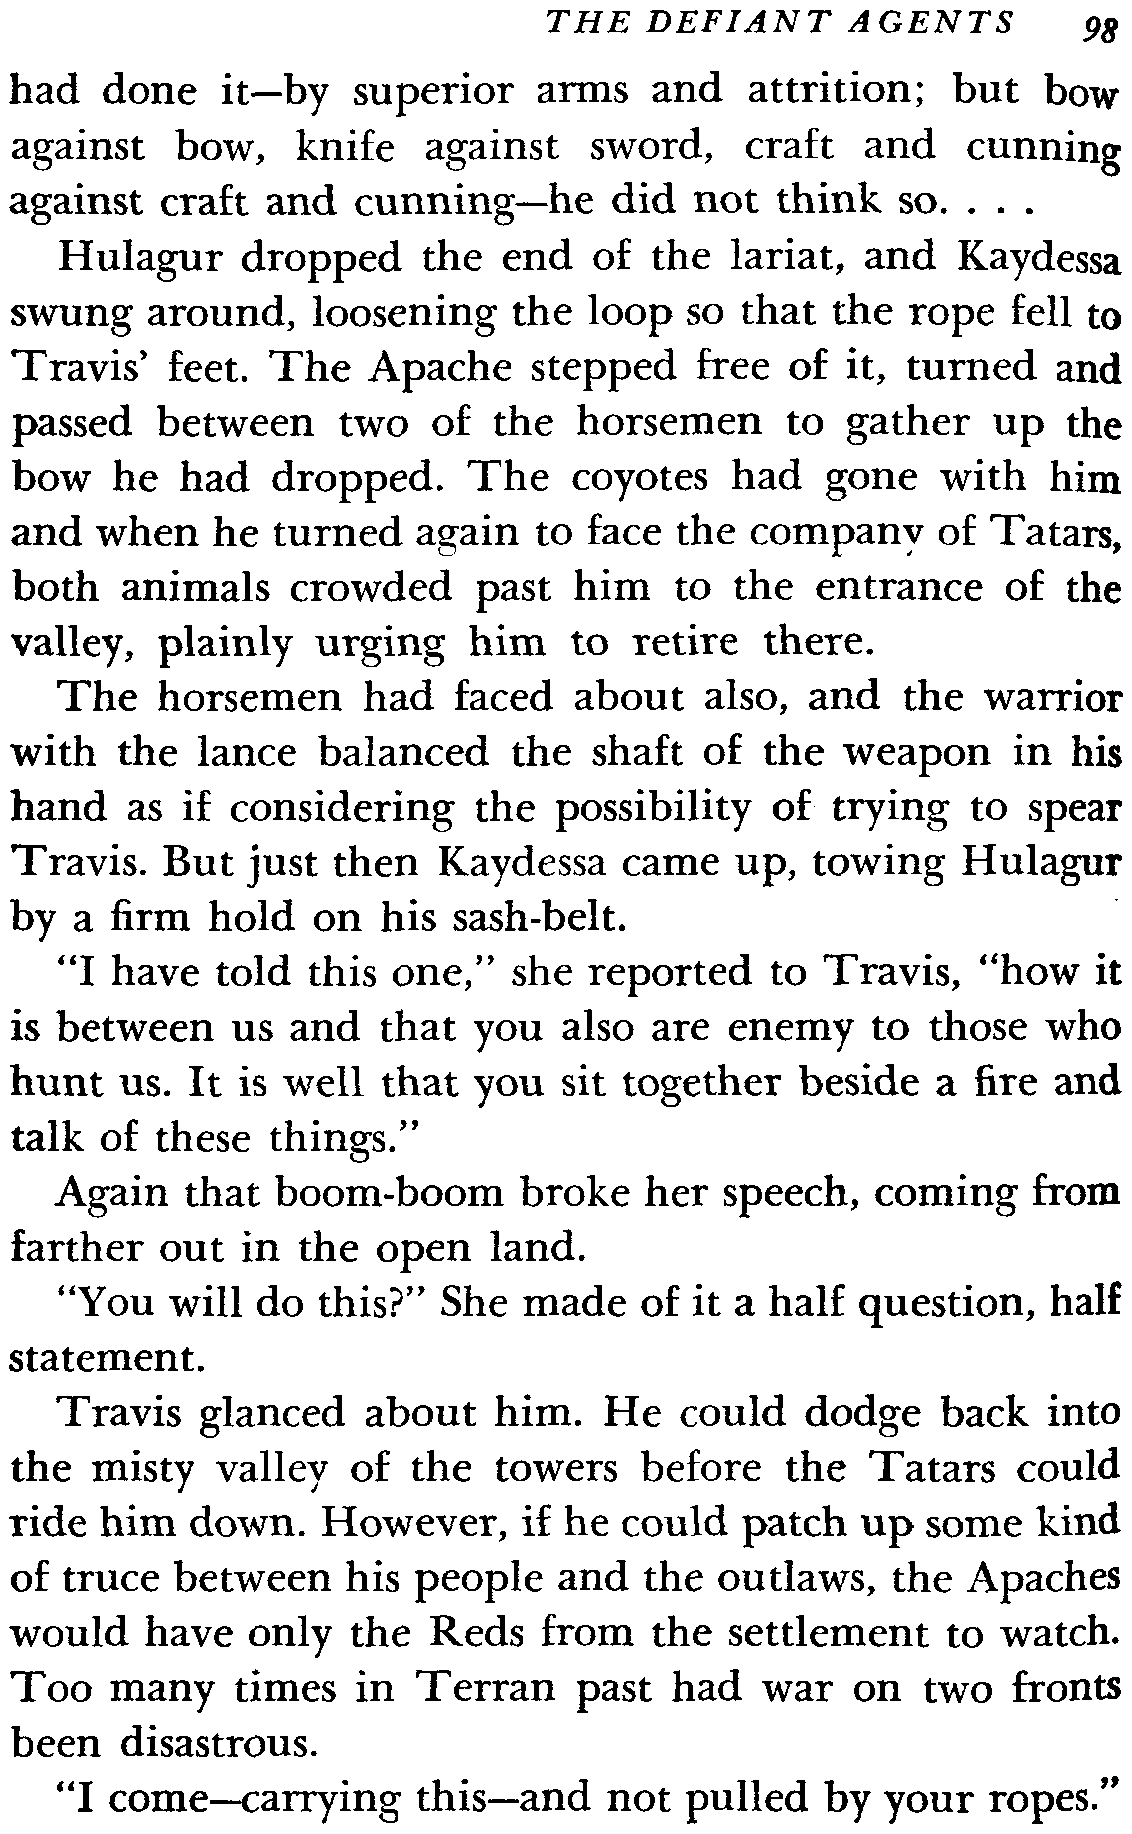 THE DEFIANT AGENTS 98
had done it—by superior arms and attrition; but bow
against bow, knife against sword, craft and cunning
against craft and cunning—he did not think so. . . .
Hulagur dropped the end of the lariat, and Kaydessa
swung around, loosening the loop so that the rope fell to
Travis’ feet. The Apache stepped free of it, turned and
passed between two of the horsemen to gather up the
bow he had dropped. The coyotes had gone with him
and when he turned again to face the company of Tatars,
both animals crowded past him to the entrance of the
valley, plainly urging him to retire there.
The horsemen had faced about also, and the warrior
with the lance balanced the shaft of the weapon in his
hand as if considering the possibility of trying to spear
Travis. But just then Kaydessa came up, towing Hulagur
by a firm hold on his sash-belt.
“I have told this one,” she reported to Travis, “how it
is between us and that you also are enemy to those who
hunt us. It is well that you sit together beside a fire and
talk of these things.”
Again that boom-boom broke her speech, coming from
farther out in the open land.
“You will do this?” She made of it a half question, half
statement.
Travis glanced about him. He could dodge back into
the misty valley of the towers before the Tatars could
ride him down. However, if he could patch up some kind
of truce between his people and the outlaws, the Apaches
would have only the Reds from the settlement to watch.
Too many times in Terran past had war on two fronts
been disastrous.
“I come—carrying this—and not pulled by your ropes.”